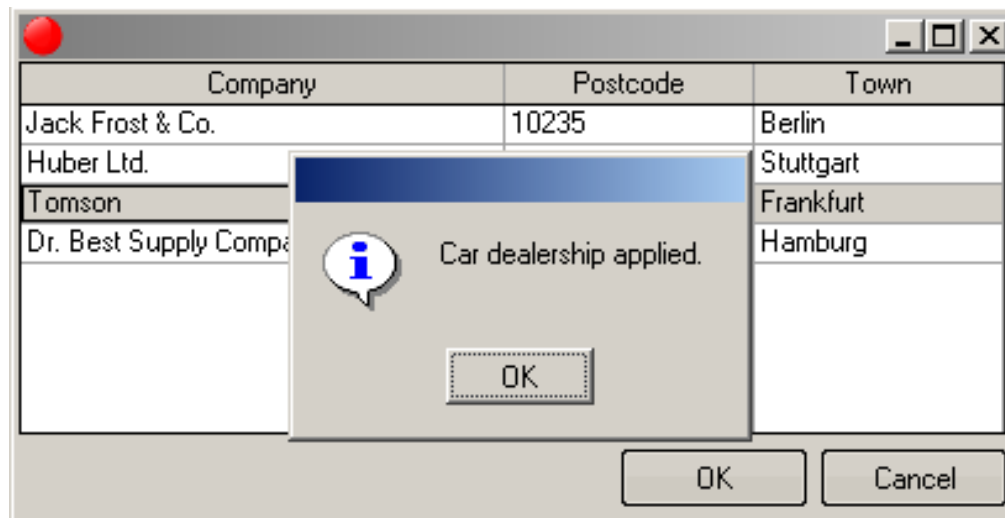 Company Postcode Town
Jack Frost & Co. 10235 Berlin
Huber Ltd. Stuttgart
Tomson Frankfurt
Dr. Best Supply Hamburg
Car dealership applied.
OK
OK Cancel